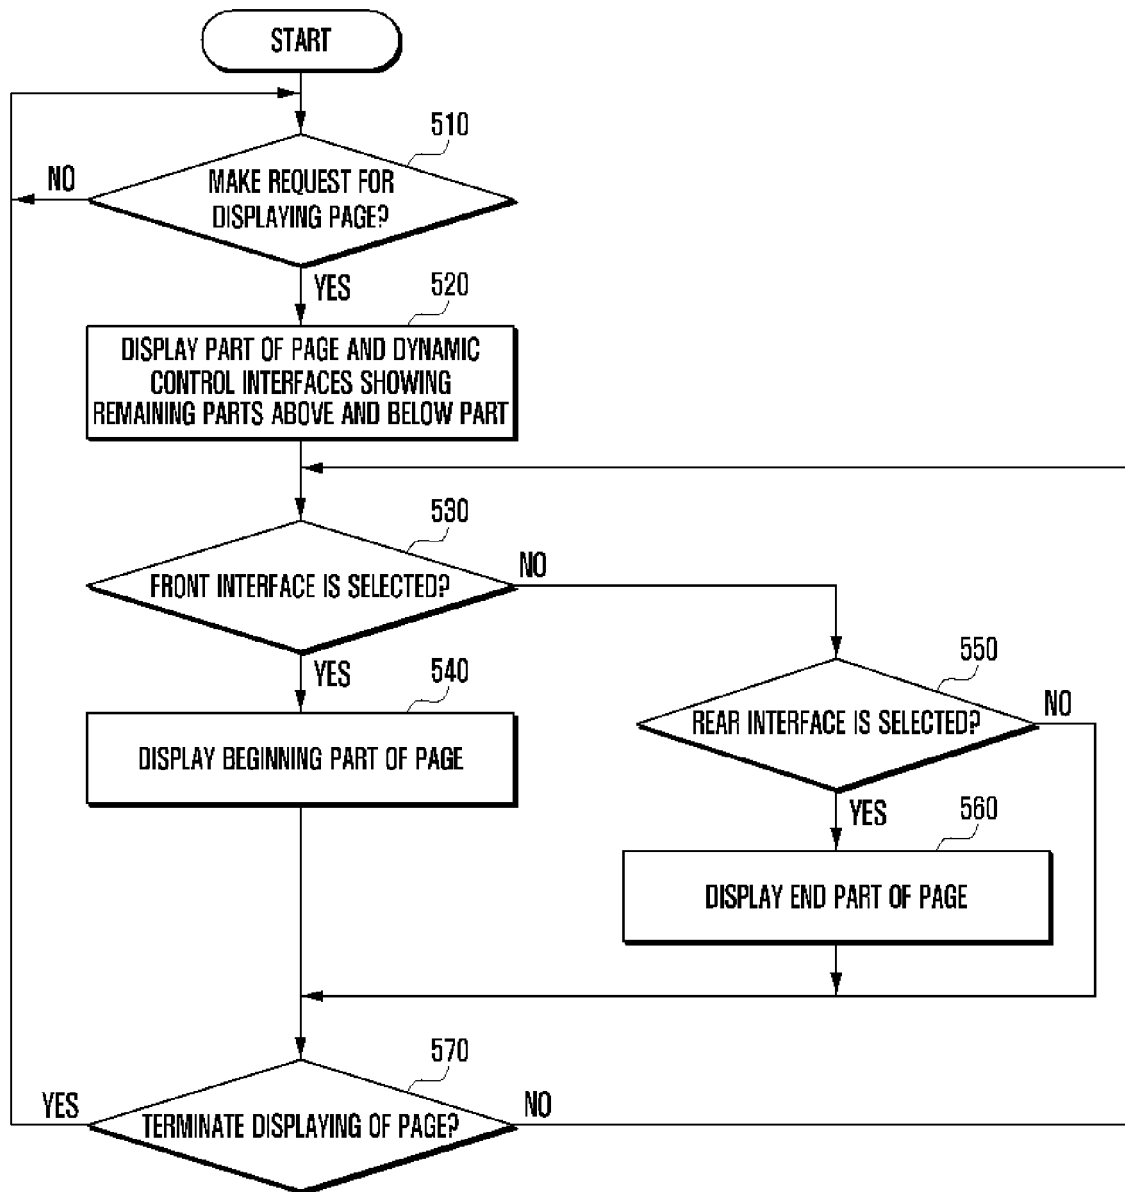 START
510
MAKE REQUEST FOR
DISPLAYING PAGE?
NO
YES
520
DISPLAY PART OF PAGE AND DYNAMIC
CONTROL INTERFACES SHOWING
REMAINING PARTS ABOVE AND BELOW PART
530
FRONT INTERFACE IS SELECTED?
NO
YES
540
DISPLAY BEGINNING PART OF PAGE
550
REAR INTERFACE IS SELECTED?
NO
YES
560
DISPLAY END PART OF PAGE
570
TERMINATE DISPLAYING OF PAGE?
YES
NO